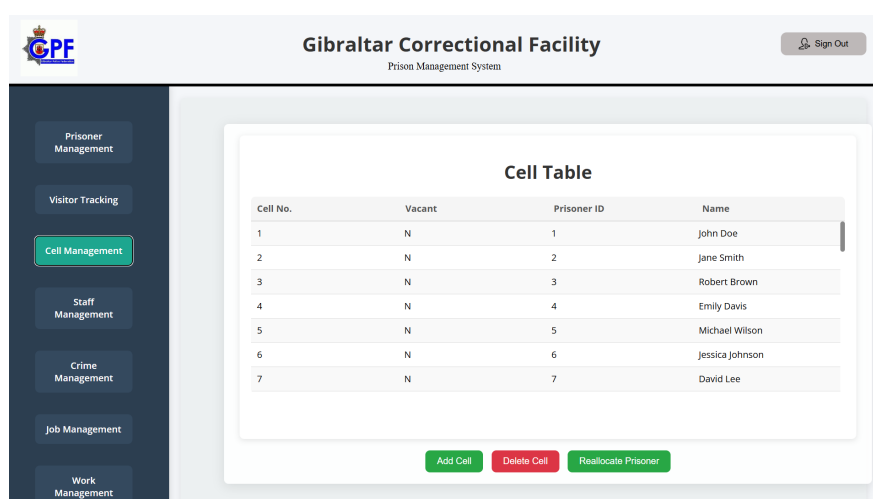 GPF
Gibraltar Correctional Facility
Prison Management System
Sign Out
Prisoner
Management
Visitor Tracking
Cell Management
Staff
Management
Crime
Management
Job Management
Work
Management
Cell Table
Cell No. Vacant Prisoner ID Name
1 N 1 John Doe
2 N 2 Jane Smith
3 N 3 Robert Brown
4 N 4 Emily Davis
5 N 5 Michael Wilson
6 N 6 Jessica Johnson
7 N 7 David Lee
Add Cell Delete Cell Reallocate Prisoner